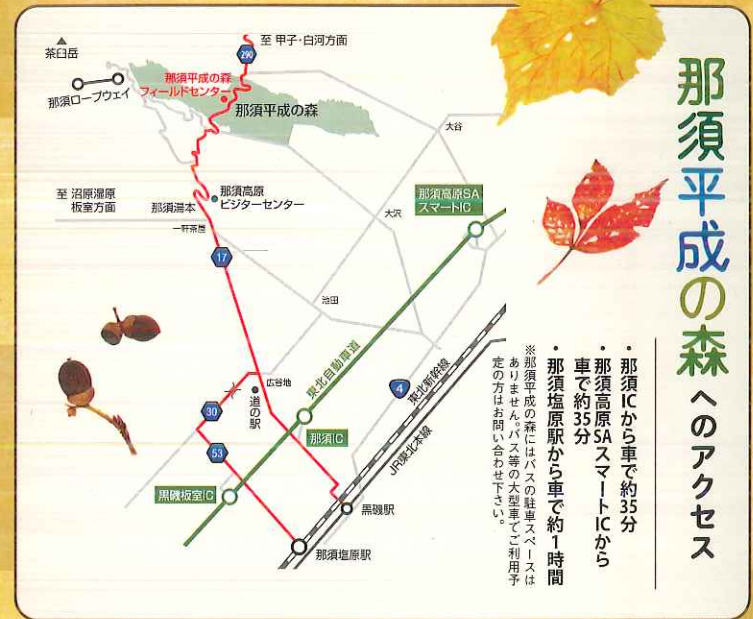 那須平成の森へのアクセス
・那須ICから車で約35分
・那須高原SAスマートICから
車で約35分
・那須塩原駅から車で約1時間
※那須平成の森にはバスの駐車スペースは
ありません。バス等の大型車でご利用予
定の方はお問い合わせ下さい。
茶臼岳
至 甲子・白河方面
290
那須ロープウェイ
那須平成の森
フィールドセンター
那須平成の森
大谷
至 沼原湿原
板室方面
那須湯本
那須高原
ビジターセンター
那須高原SA
スマートIC
大沢
一軒茶屋
17
池田
東北自動車道
広谷地
道の駅
4
東北新幹線
30
那須IC
JR東北本線
53
黒磯板室IC
黒磯駅
那須塩原駅